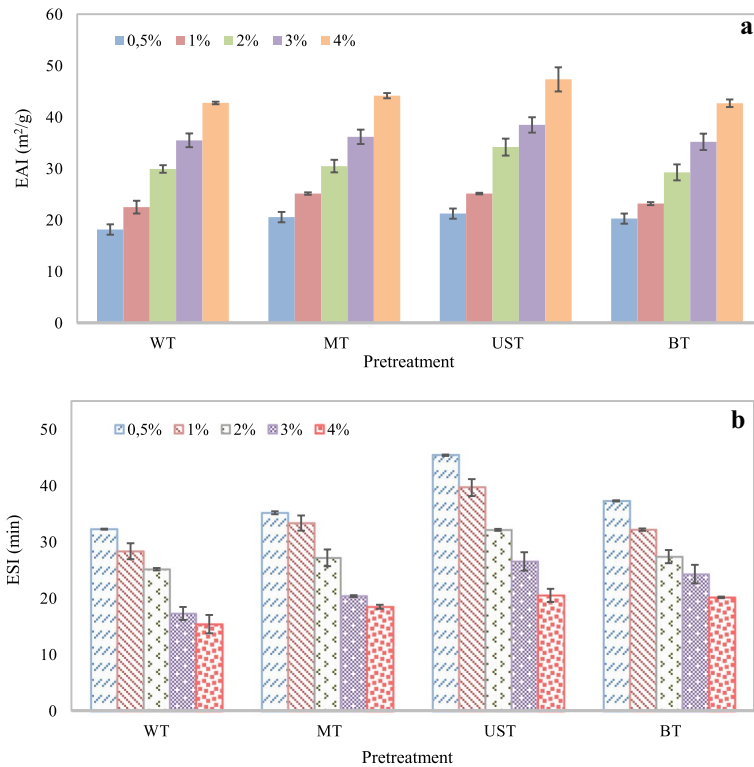 a
60
50
40
30
20
10
0
EAI (m²/g)
0,5% 1% 2% 3% 4%
WT MT UST BT
Pretreatment
b
50
40
30
20
10
0
ESI (min)
0,5% 1% 2% 3% 4%
WT MT UST BT
Pretreatment